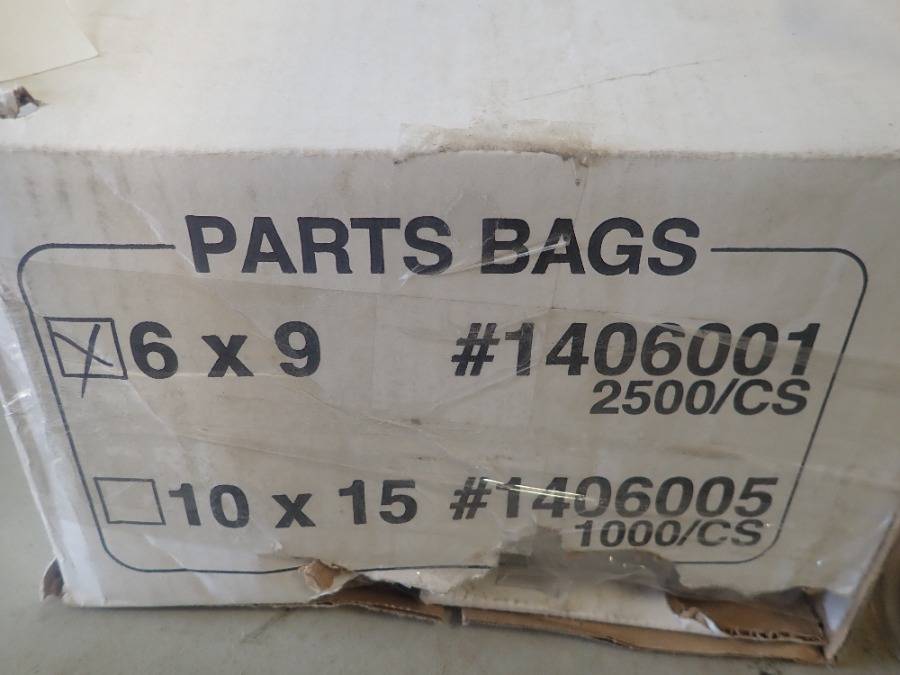 PARTS BAGS
6 x 9 #1406001
2500/CS
10 x 15 #1406005
1000/CS